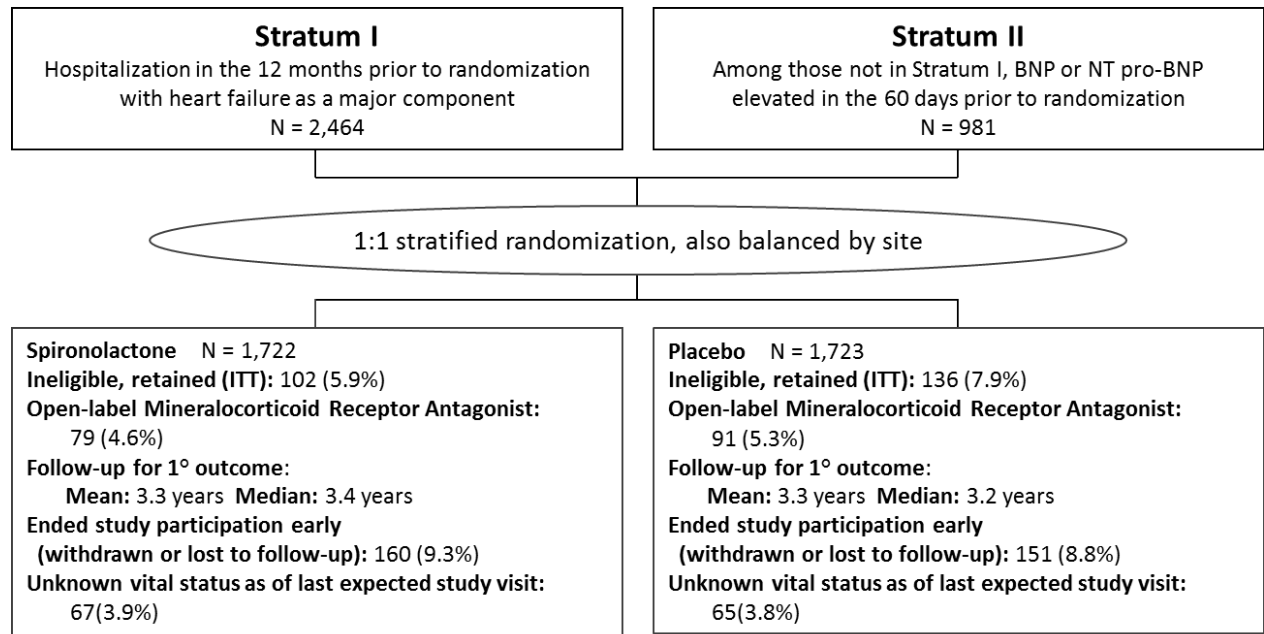 Stratum I
Hospitalization in the 12 months prior to randomization
with heart failure as a major component
N = 2,464
Stratum II
Among those not in Stratum I, BNP or NT pro-BNP
elevated in the 60 days prior to randomization
N = 981
1:1 stratified randomization, also balanced by site
Spironolactone N = 1,722
Ineligible, retained (ITT): 102 (5.9%)
Open-label Mineralocorticoid Receptor Antagonist:
79 (4.6%)
Follow-up for 1° outcome:
Mean: 3.3 years Median: 3.4 years
Ended study participation early
(withdrawn or lost to follow-up): 160 (9.3%)
Unknown vital status as of last expected study visit:
67(3.9%)
Placebo N = 1,723
Ineligible, retained (ITT): 136 (7.9%)
Open-label Mineralocorticoid Receptor Antagonist:
91 (5.3%)
Follow-up for 1° outcome:
Mean: 3.3 years Median: 3.2 years
Ended study participation early
(withdrawn or lost to follow-up): 151 (8.8%)
Unknown vital status as of last expected study visit:
65(3.8%)